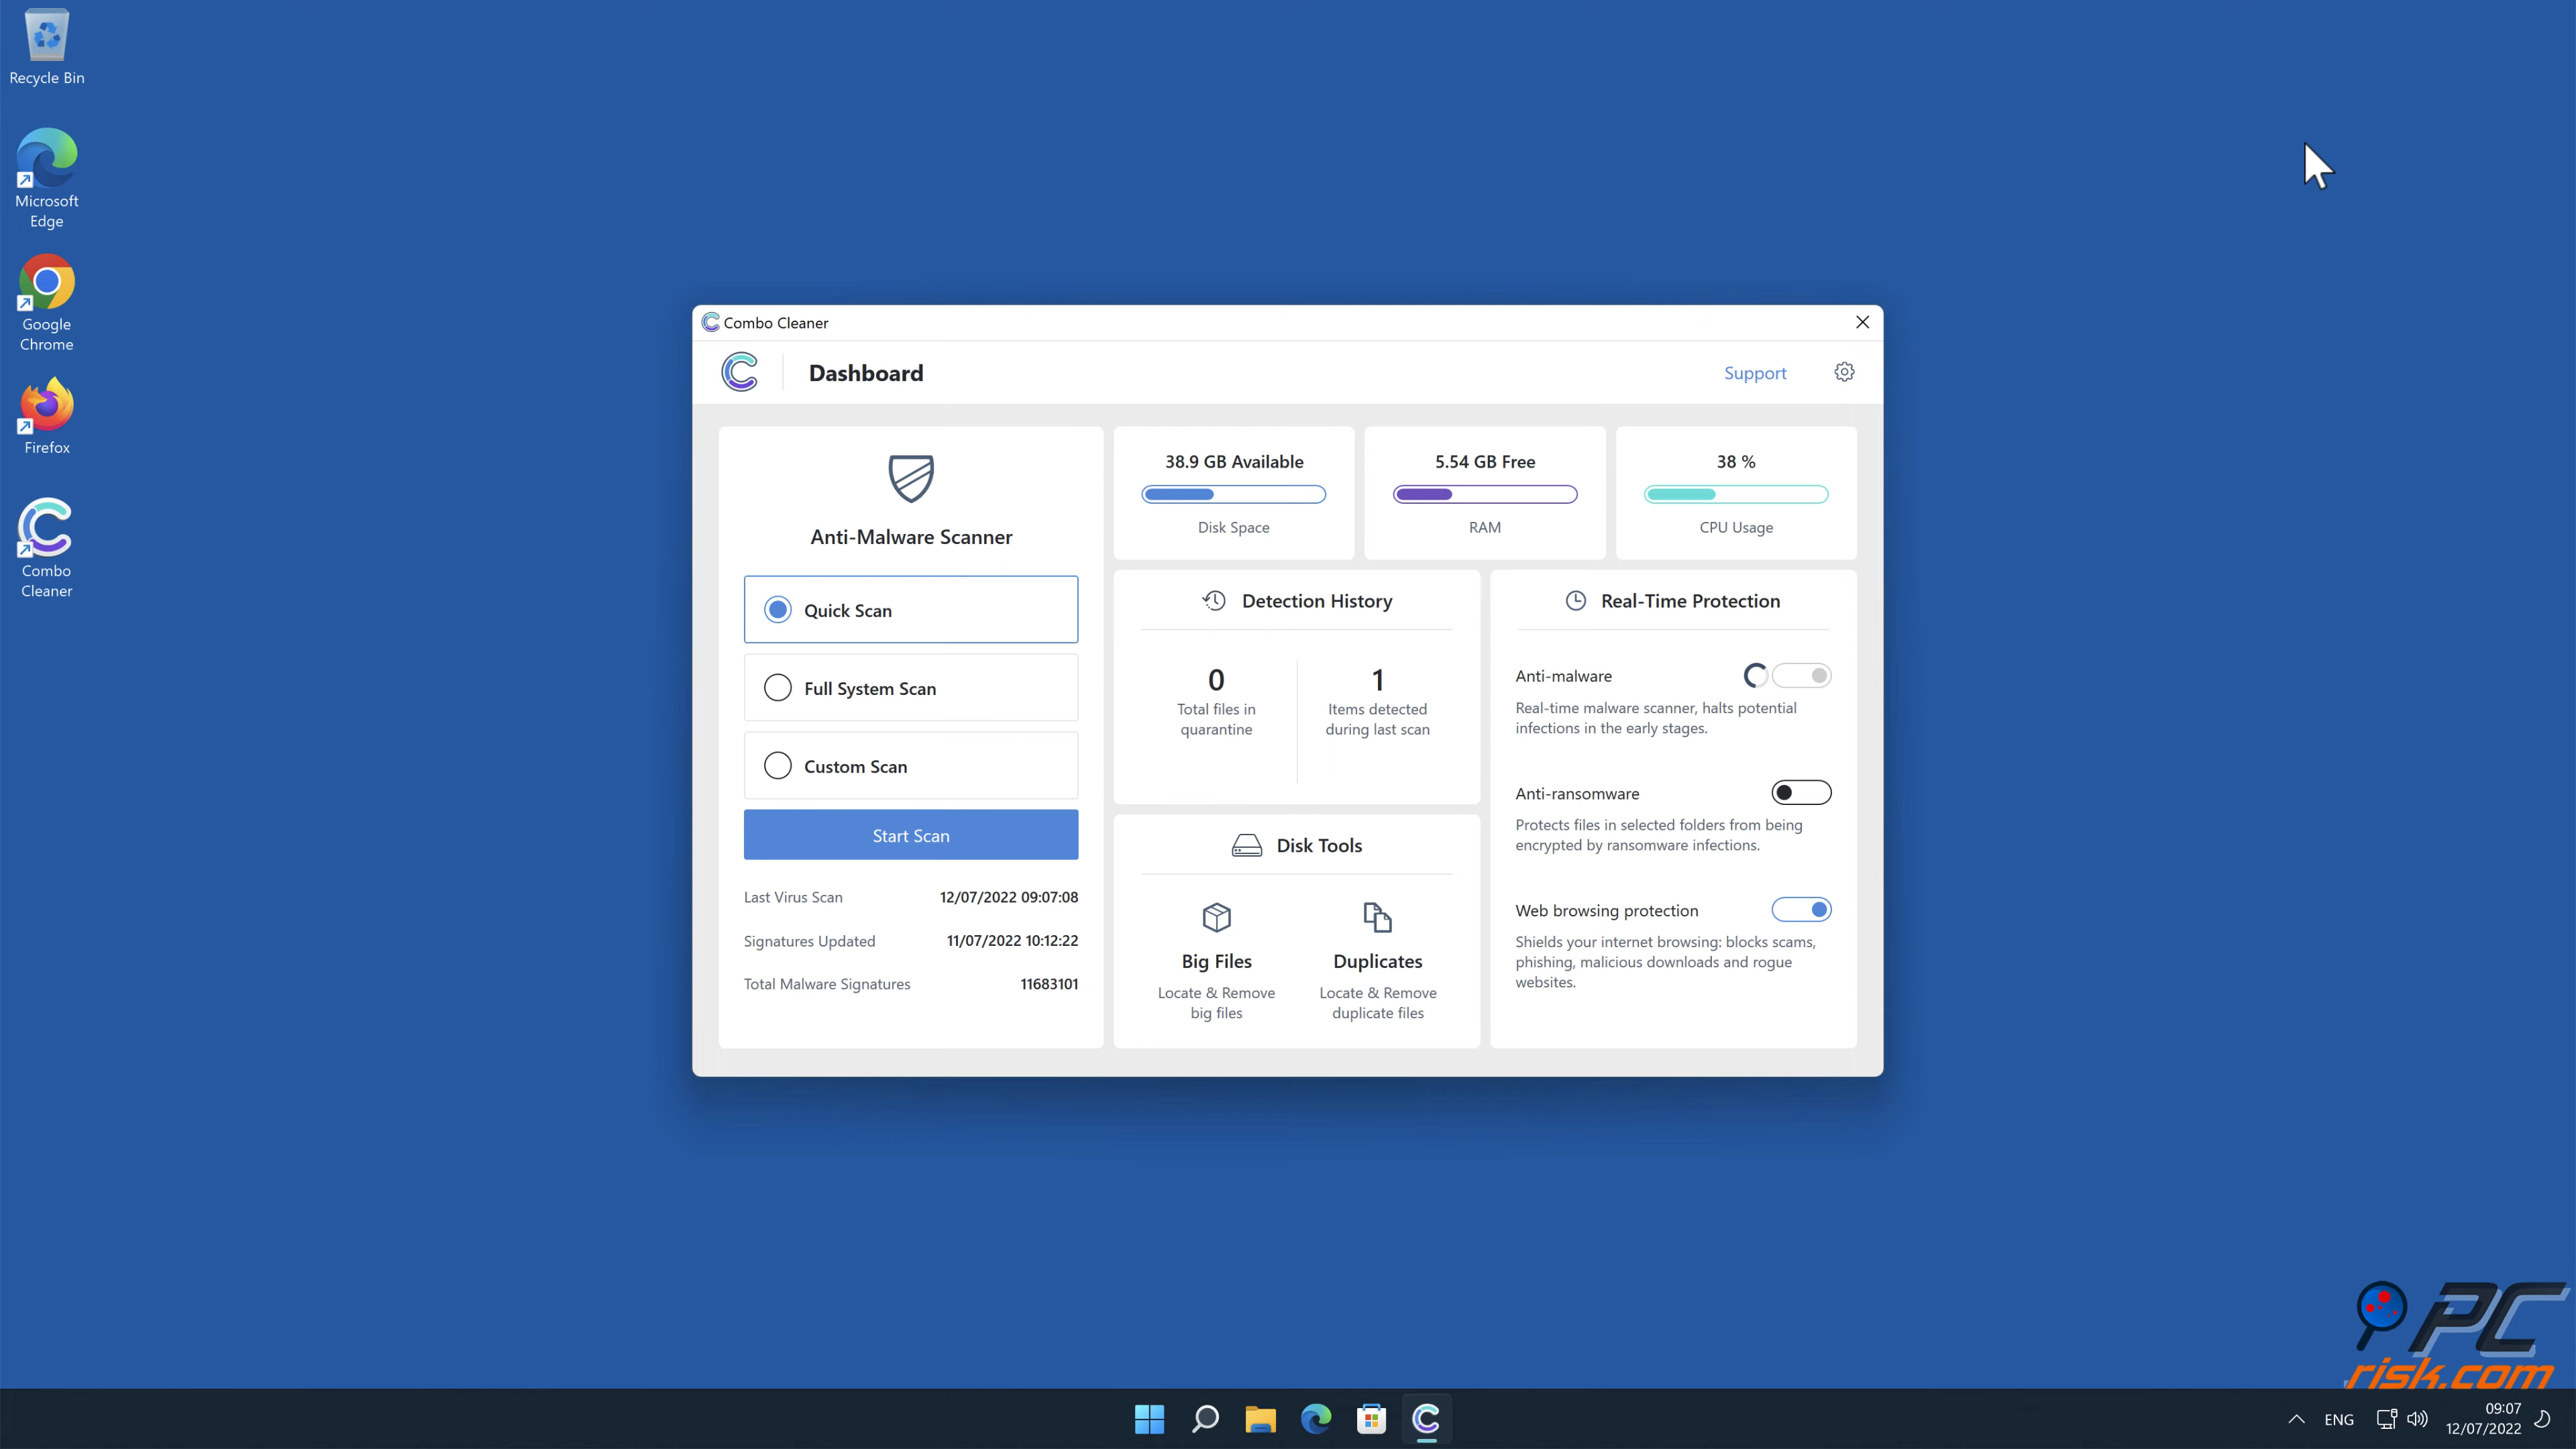 Recycle Bin
Microsoft
Edge
Google
Chrome
Firefox
Combo
Cleaner
Combo Cleaner
Dashboard
Support
Anti-Malware Scanner
Quick Scan
Full System Scan
Custom Scan
Start Scan
Last Virus Scan 12/07/2022 09:07:08
Signatures Updated 11/07/2022 10:12:22
Total Malware Signatures 11683101
38.9 GB Available
Disk Space
5.54 GB Free
RAM
38 %
CPU Usage
Detection History
0
Total files in
quarantine
1
Items detected
during last scan
Disk Tools
Big Files
Locate & Remove
big files
Duplicates
Locate & Remove
duplicate files
Real-Time Protection
Anti-malware
Real-time malware scanner, halts potential
infections in the early stages.
Anti-ransomware
Protects files in selected folders from being
encrypted by ransomware infections.
Web browsing protection
Shields your internet browsing: blocks scams,
phishing, malicious downloads and rogue
websites.
PC
risk.com
ENG
09:07
12/07/2022